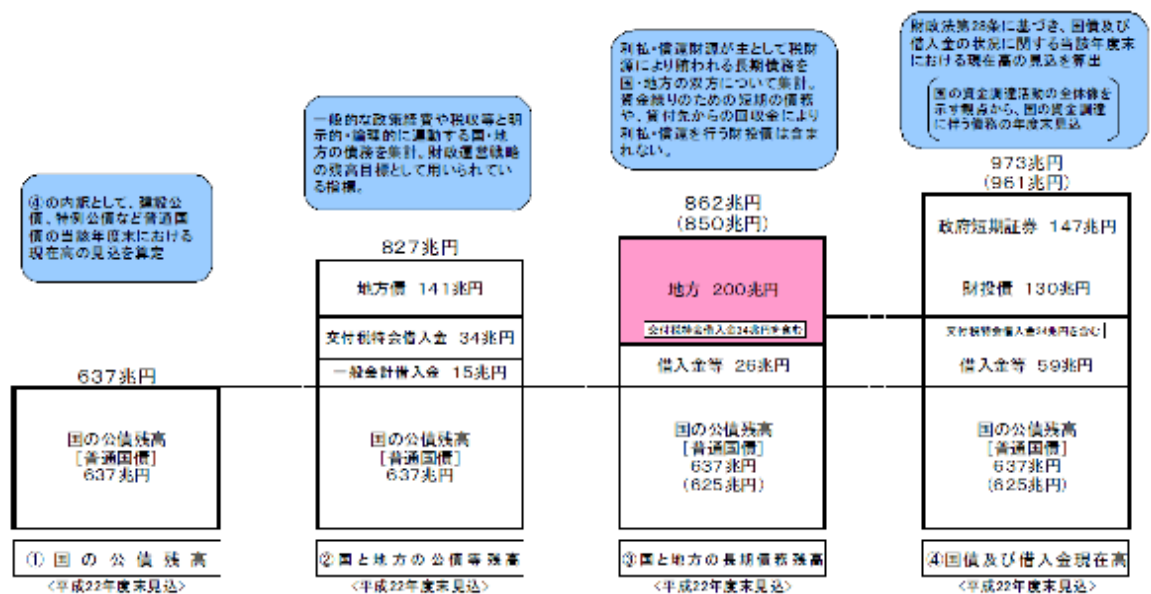 ④の内訳として、建設公
債、特例公債など普通国
債の当該年度末における
現在高の見込を算定
637兆円
国の公債残高
[普通国債]
637兆円
①国の公債残高
<平成22年度末見込>
一般的な政策経費や税収等と明
示的・論理的に連動する国・地
方の債務を集計。財政運営戦略
の残高目標として用いられてい
る指標。
827兆円
地方債 141兆円
交付税特会借入金 34兆円
一般会計借入金 15兆円
国の公債残高
[普通国債]
637兆円
②国と地方の公債等残高
<平成22年度末見込>
利払・償還財源が主として税財
源により賄われる長期債務を
国・地方の双方について集計。
資金繰りのための短期の債務
や、貸付先からの回収金により
利払・償還を行う財投債は含ま
れない。
862兆円
(850兆円)
地方 200兆円
交付税特会借入金34兆円を含む
借入金等 26兆円
国の公債残高
[普通国債]
637兆円
(625兆円)
③国と地方の長期債務残高
<平成22年度末見込>
財政法第28条に基づき、国債及び
借入金の状況に関する当該年度末
における現在高の見込を算出
国の資金調達活動の全体像を
示す観点から、国の資金調達
に伴う債務の年度末見込
973兆円
(961兆円)
政府短期証券 147兆円
財投債 130兆円
交付税特会借入金34兆円を含む
借入金等 59兆円
国の公債残高
[普通国債]
637兆円
(625兆円)
④国債及び借入金現在高
<平成22年度末見込>